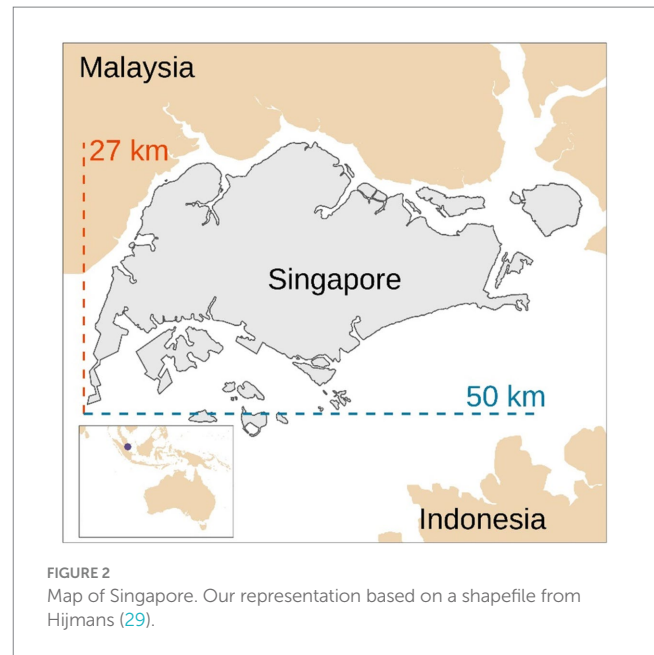 Malaysia
27 km
Singapore
50 km
Indonesia
FIGURE 2
Map of Singapore. Our representation based on a shapefile from
Hijmans (29).